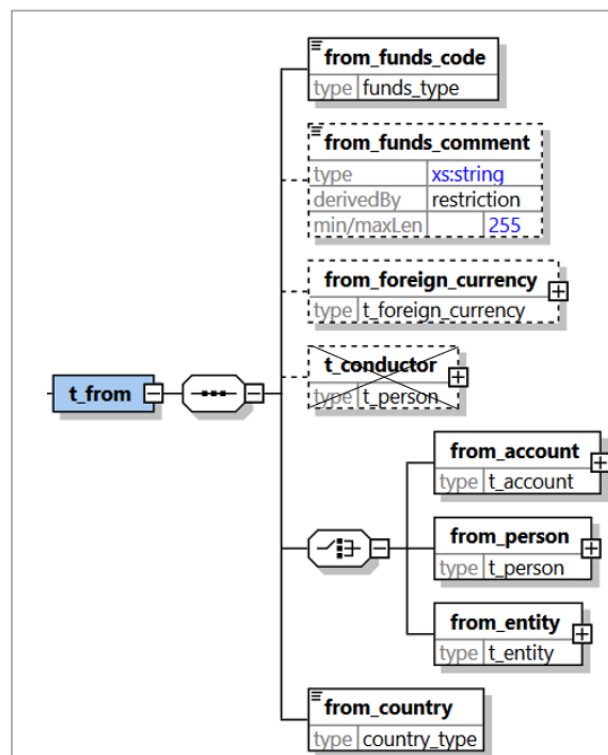 from_funds_code
type funds_type
from_funds_comment
type xs:string
derivedBy restriction
min/maxLen 255
from_foreign_currency
type t_foreign_currency
t_conductor
type t_person
t_from
from_account
type t_account
from_person
type t_person
from_entity
type t_entity
from_country
type country_type